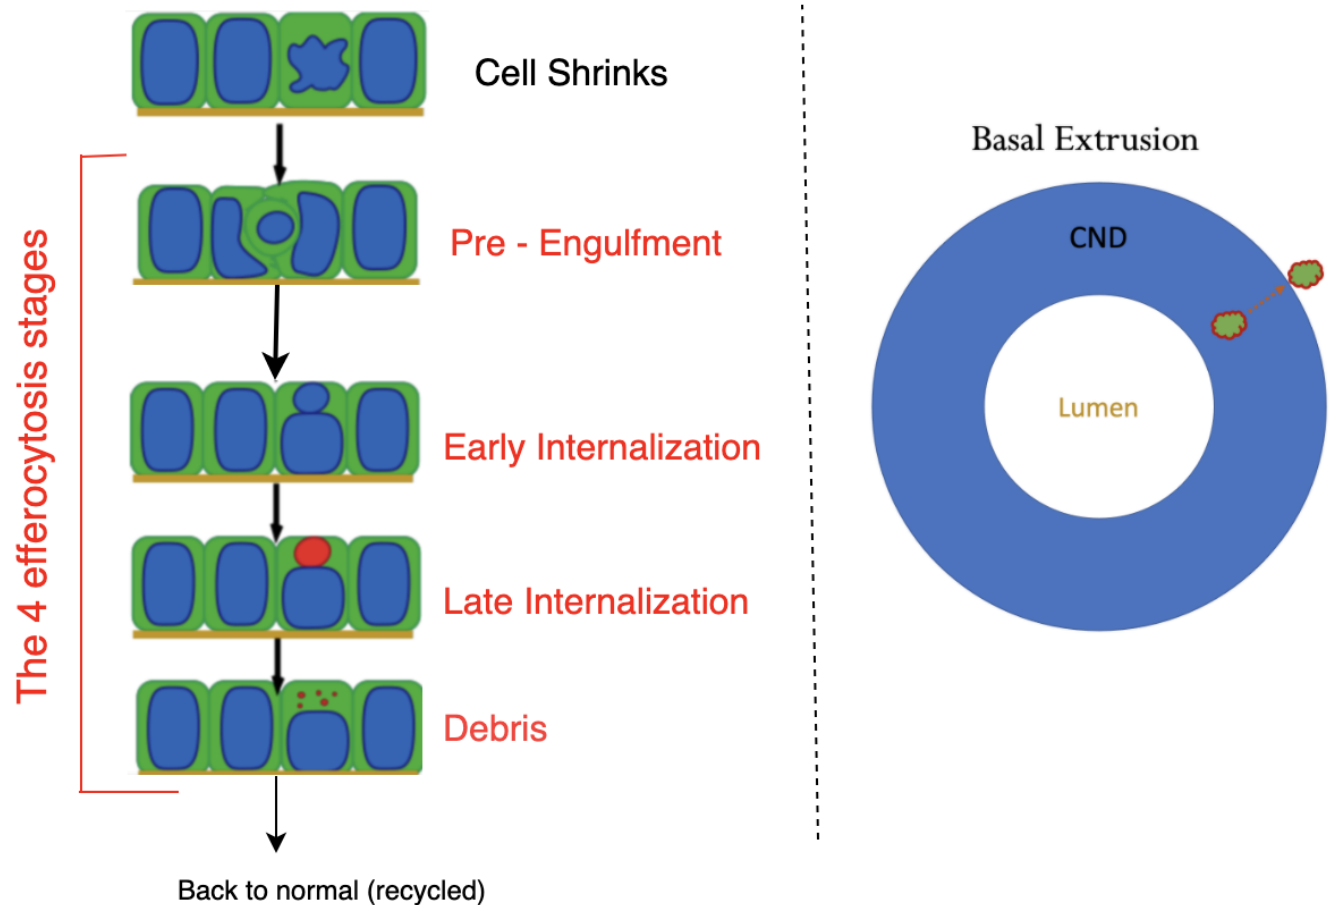 Cell Shrinks
The 4 efferocytosis stages
Pre - Engulfment
Early Internalization
Late Internalization
Debris
Back to normal (recycled)
Basal Extrusion
CND
Lumen